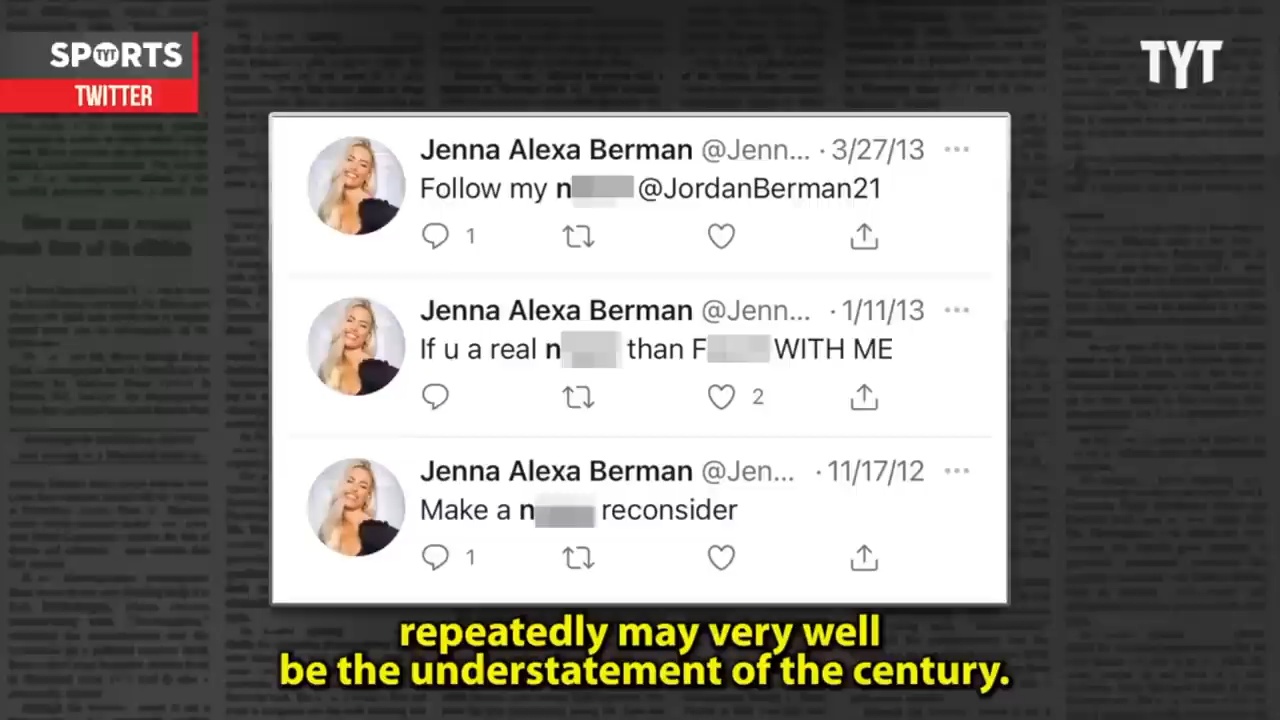 SPORTS
TYT
TWITTER
TYT
Jenna Alexa Berman @Jenn... · 3/27/13 ···
Follow my n @JordanBerman21
1
Jenna Alexa Berman @Jenn... · 1/11/13 ···
If u a real n than F WITH ME
2
Jenna Alexa Berman @Jen... · 11/17/12 ···
Make a n reconsider
1
repeatedly may very well
be the understatement of the century.